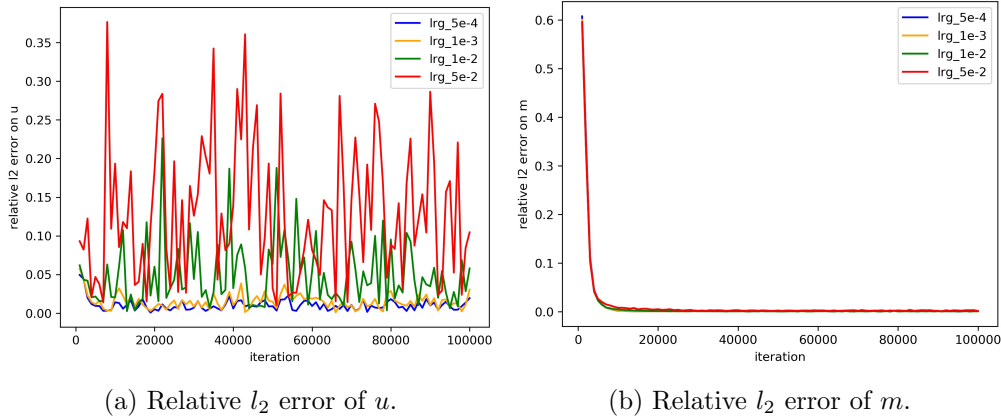 relative l2 error on u
0.35
0.30
0.25
0.20
0.15
0.10
0.05
0.00
lrg_5e-4
lrg_1e-3
lrg_1e-2
lrg_5e-2
0 20000 40000 60000 80000 100000
iteration
(a) Relative l₂ error of u.
relative l2 error on m
0.6
0.5
0.4
0.3
0.2
0.1
0.0
lrg_5e-4
lrg_1e-3
lrg_1e-2
lrg_5e-2
0 20000 40000 60000 80000 100000
iteration
(b) Relative l₂ error of m.